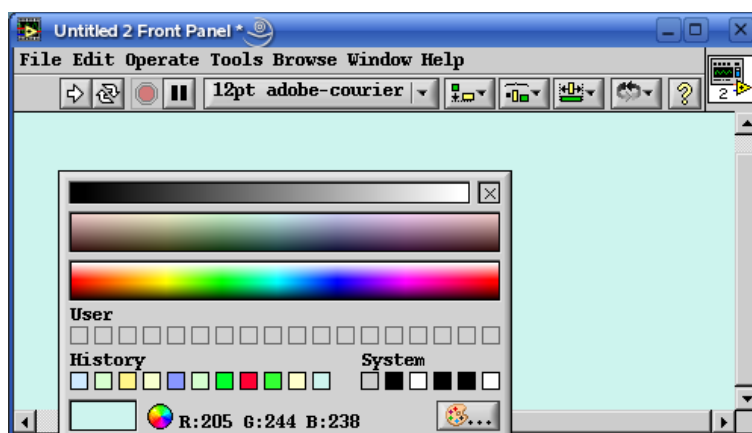 Untitled 2 Front Panel *
File Edit Operate Tools Browse Window Help
12pt adobe-courier
2
User
History System
R:205 G:244 B:238